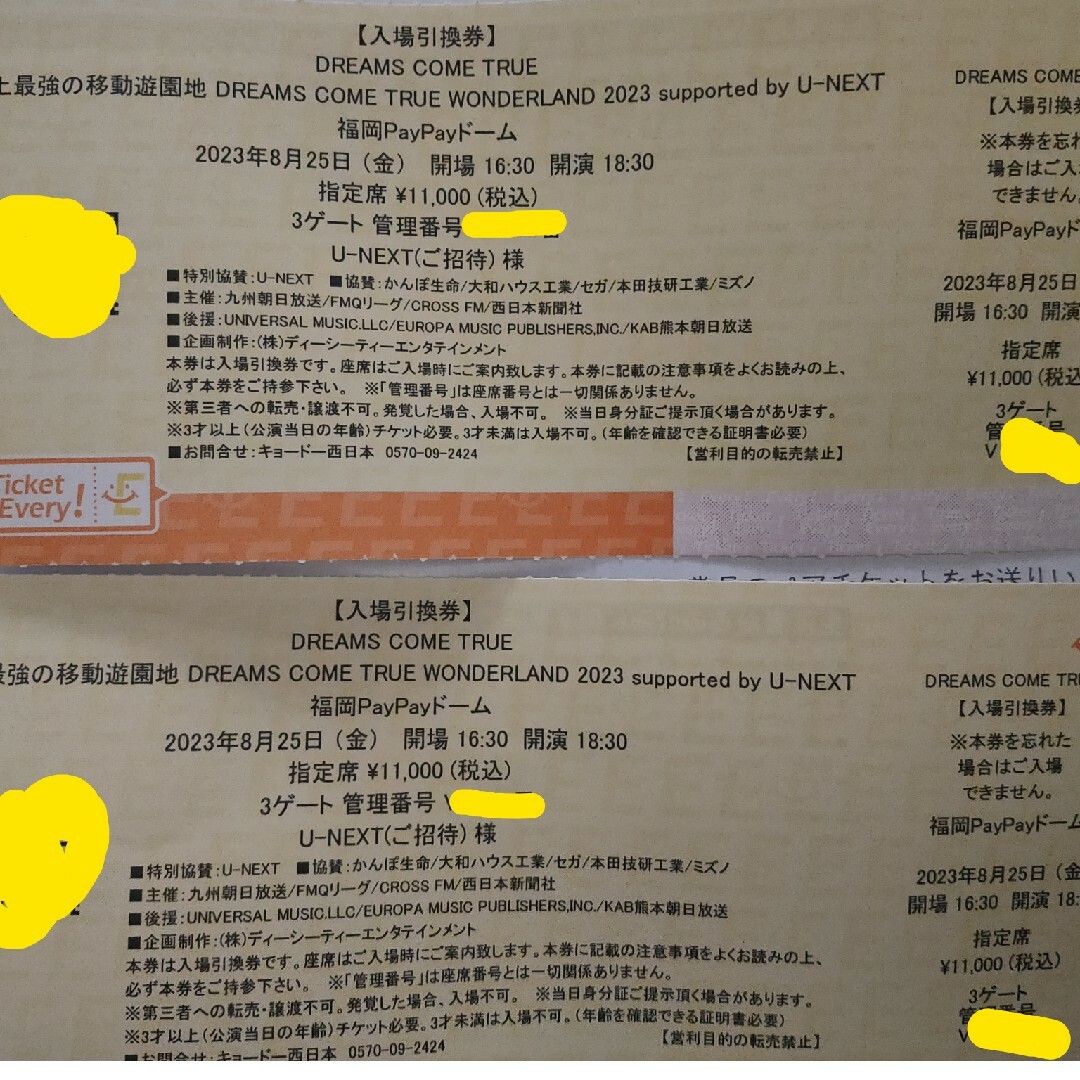 【入場引換券】
DREAMS COME TRUE
最強の移動遊園地 DREAMS COME TRUE WONDERLAND 2023 supported by U-NEXT
福岡PayPayドーム
2023年8月25日（金） 開場 16:30 開演 18:30
指定席 ¥11,000（税込）
3ゲート 管理番号
U-NEXT(ご招待) 様
■特別協賛：U-NEXT ■協賛：かんぽ生命/大和ハウス工業/セガ/本田技研工業/ミズノ
■主催：九州朝日放送/FMQリーグ/CROSS FM/西日本新聞社
■後援：UNIVERSAL MUSIC.LLC/EUROPA MUSIC PUBLISHERS,INC./KAB熊本朝日放送
■企画制作：(株)ディーシーティーエンタテインメント
本券は入場引換券です。座席はご入場時にご案内致します。本券に記載の注意事項をよくお読みの上、
必ず本券をご持参下さい。 ※「管理番号」は座席番号とは一切関係ありません。
※第三者への転売・譲渡不可。発覚した場合、入場不可。 ※当日身分証ご提示頂く場合があります。
※3才以上（公演当日の年齢）チケット必要。3才未満は入場不可。（年齢を確認できる証明書必要）
■お問合せ：キョードー西日本 0570-09-2424 【営利目的の転売禁止】
DREAMS COME
【入場引換券
※本券を忘れ
場合はご入
できません。
福岡PayPayド
2023年8月25日
開場 16:30 開演
指定席
¥11,000（税込
3ゲート
管 号
V
Ticket
Every!
ペアチケットをお送りい
【入場引換券】
DREAMS COME TRUE
強の移動遊園地 DREAMS COME TRUE WONDERLAND 2023 supported by U-NEXT
福岡PayPayドーム
2023年8月25日（金） 開場 16:30 開演 18:30
指定席 ¥11,000（税込）
3ゲート 管理番号
U-NEXT(ご招待) 様
■特別協賛：U-NEXT ■協賛：かんぽ生命/大和ハウス工業/セガ/本田技研工業/ミズノ
■主催：九州朝日放送/FMQリーグ/CROSS FM/西日本新聞社
■後援：UNIVERSAL MUSIC.LLC/EUROPA MUSIC PUBLISHERS,INC./KAB熊本朝日放送
■企画制作：(株)ディーシーティーエンタテインメント
本券は入場引換券です。座席はご入場時にご案内致します。本券に記載の注意事項をよくお読みの上、
必ず本券をご持参下さい。 ※「管理番号」は座席番号とは一切関係ありません。
※第三者への転売・譲渡不可。発覚した場合、入場不可。 ※当日身分証ご提示頂く場合があります。
※3才以上（公演当日の年齢）チケット必要。3才未満は入場不可。（年齢を確認できる証明書必要）
■お問合せ：キョードー西日本 0570-09-2424 【営利目的の転売禁止】
DREAMS COME TRU
【入場引換券】
※本券を忘れた
場合はご入場
できません。
福岡PayPayドーム
2023年8月25日（金
開場 16:30 開演 18:
指定席
¥11,000（税込）
3ゲート
管理番号
V